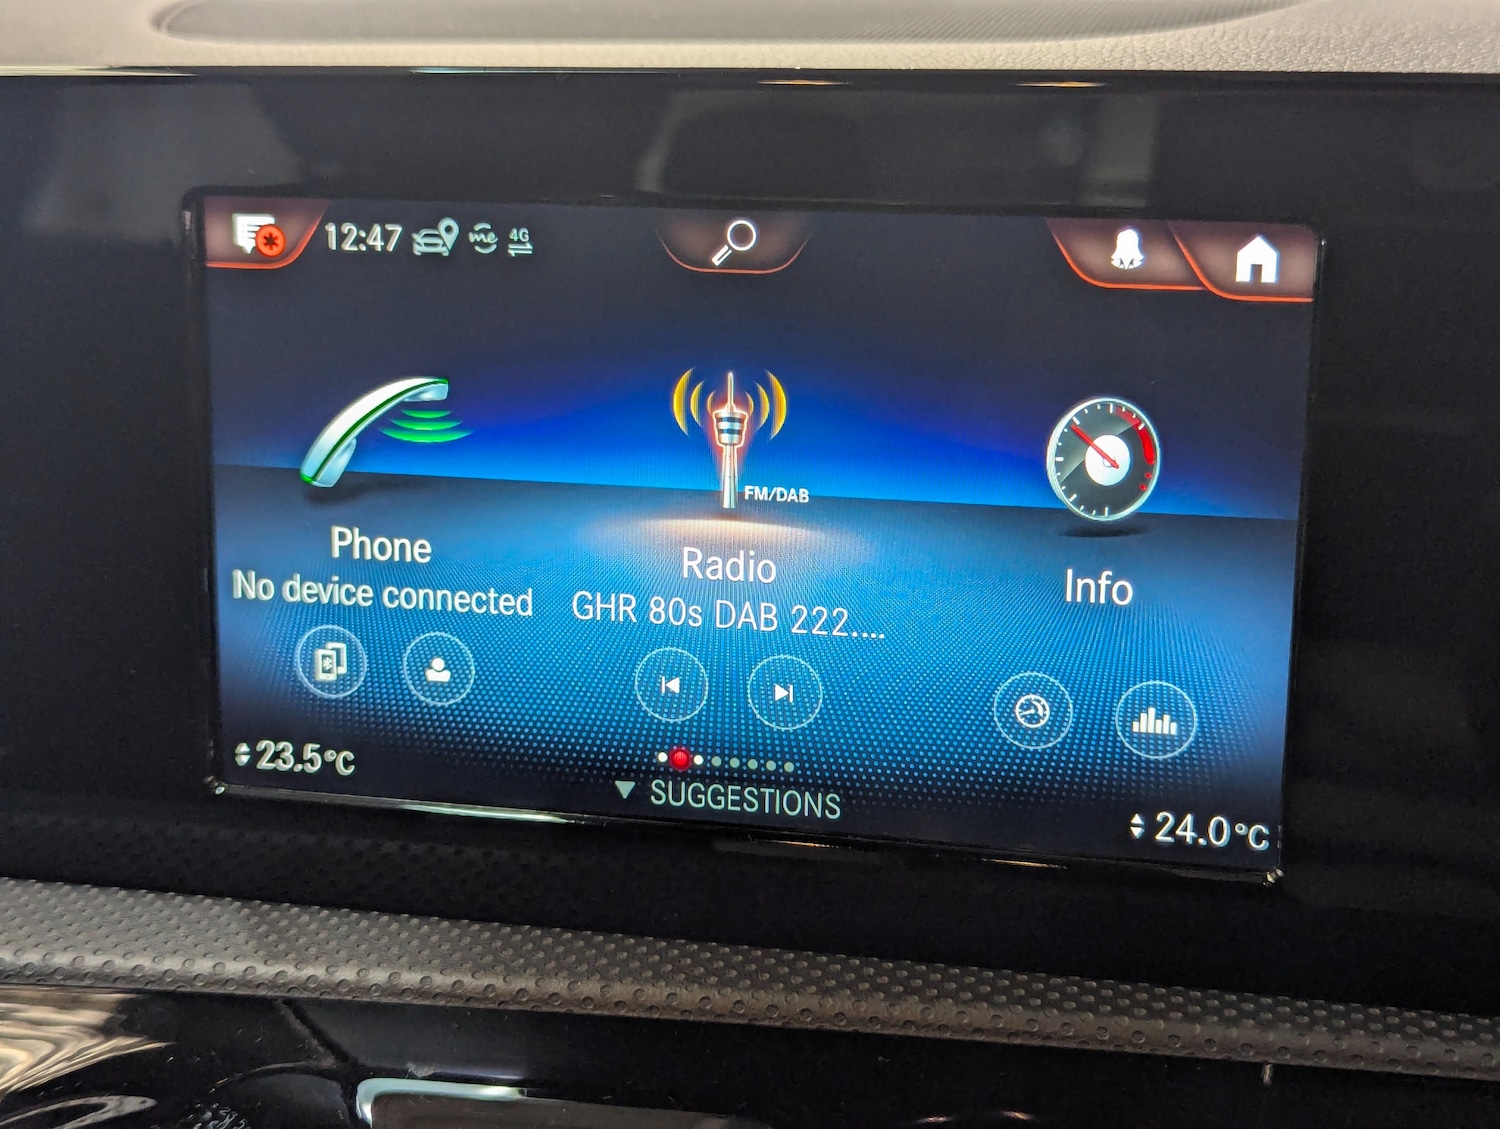 12:47 me 4G
FM/DAB
Phone
No device connected
Radio
GHR 80s DAB 222....
Info
23.5°C
SUGGESTIONS
24.0°C